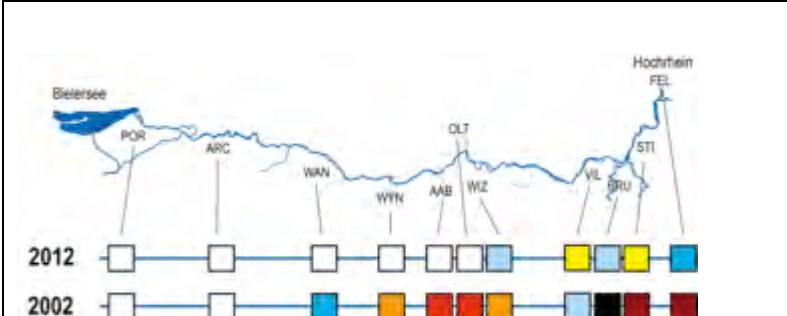 Hochrhein
FEL
Bielersee
POR
ARC
WAN
WYN
AAB
OLT
WIZ
VIL
BRU
STI
2012
2002